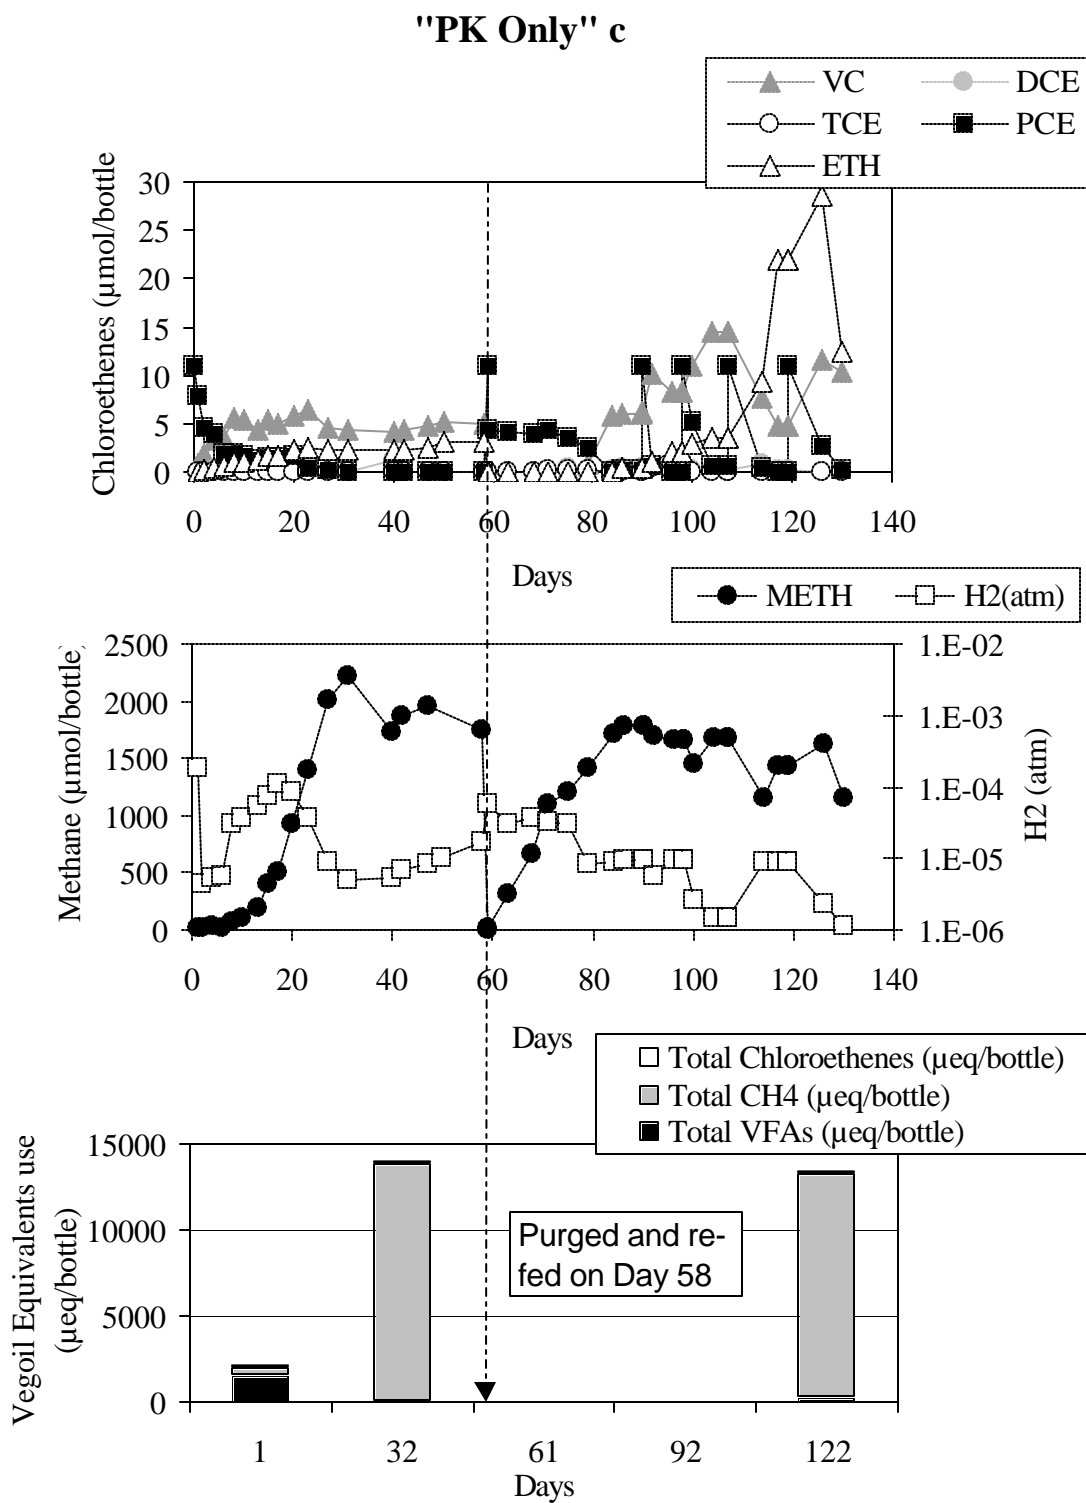 "PK Only" c
VC DCE
TCE PCE
ETH
Chloroethenes (µmol/bottle
30
25
20
15
10
5
0
0 20 40 60 80 100 120 140
Days
METH H2(atm)
Methane (µmol/bottle)
2500
2000
1500
1000
500
0
1.E-02
1.E-03
1.E-04
1.E-05
1.E-06
H2 (atm)
0 20 40 60 80 100 120 140
Days
Total Chloroethenes (µeq/bottle)
Total CH4 (µeq/bottle)
Total VFAs (µeq/bottle)
Vegoil Equivalents use
(µeq/bottle)
15000
10000
5000
0
Purged and re-
fed on Day 58
1 32 61 92 122
Days